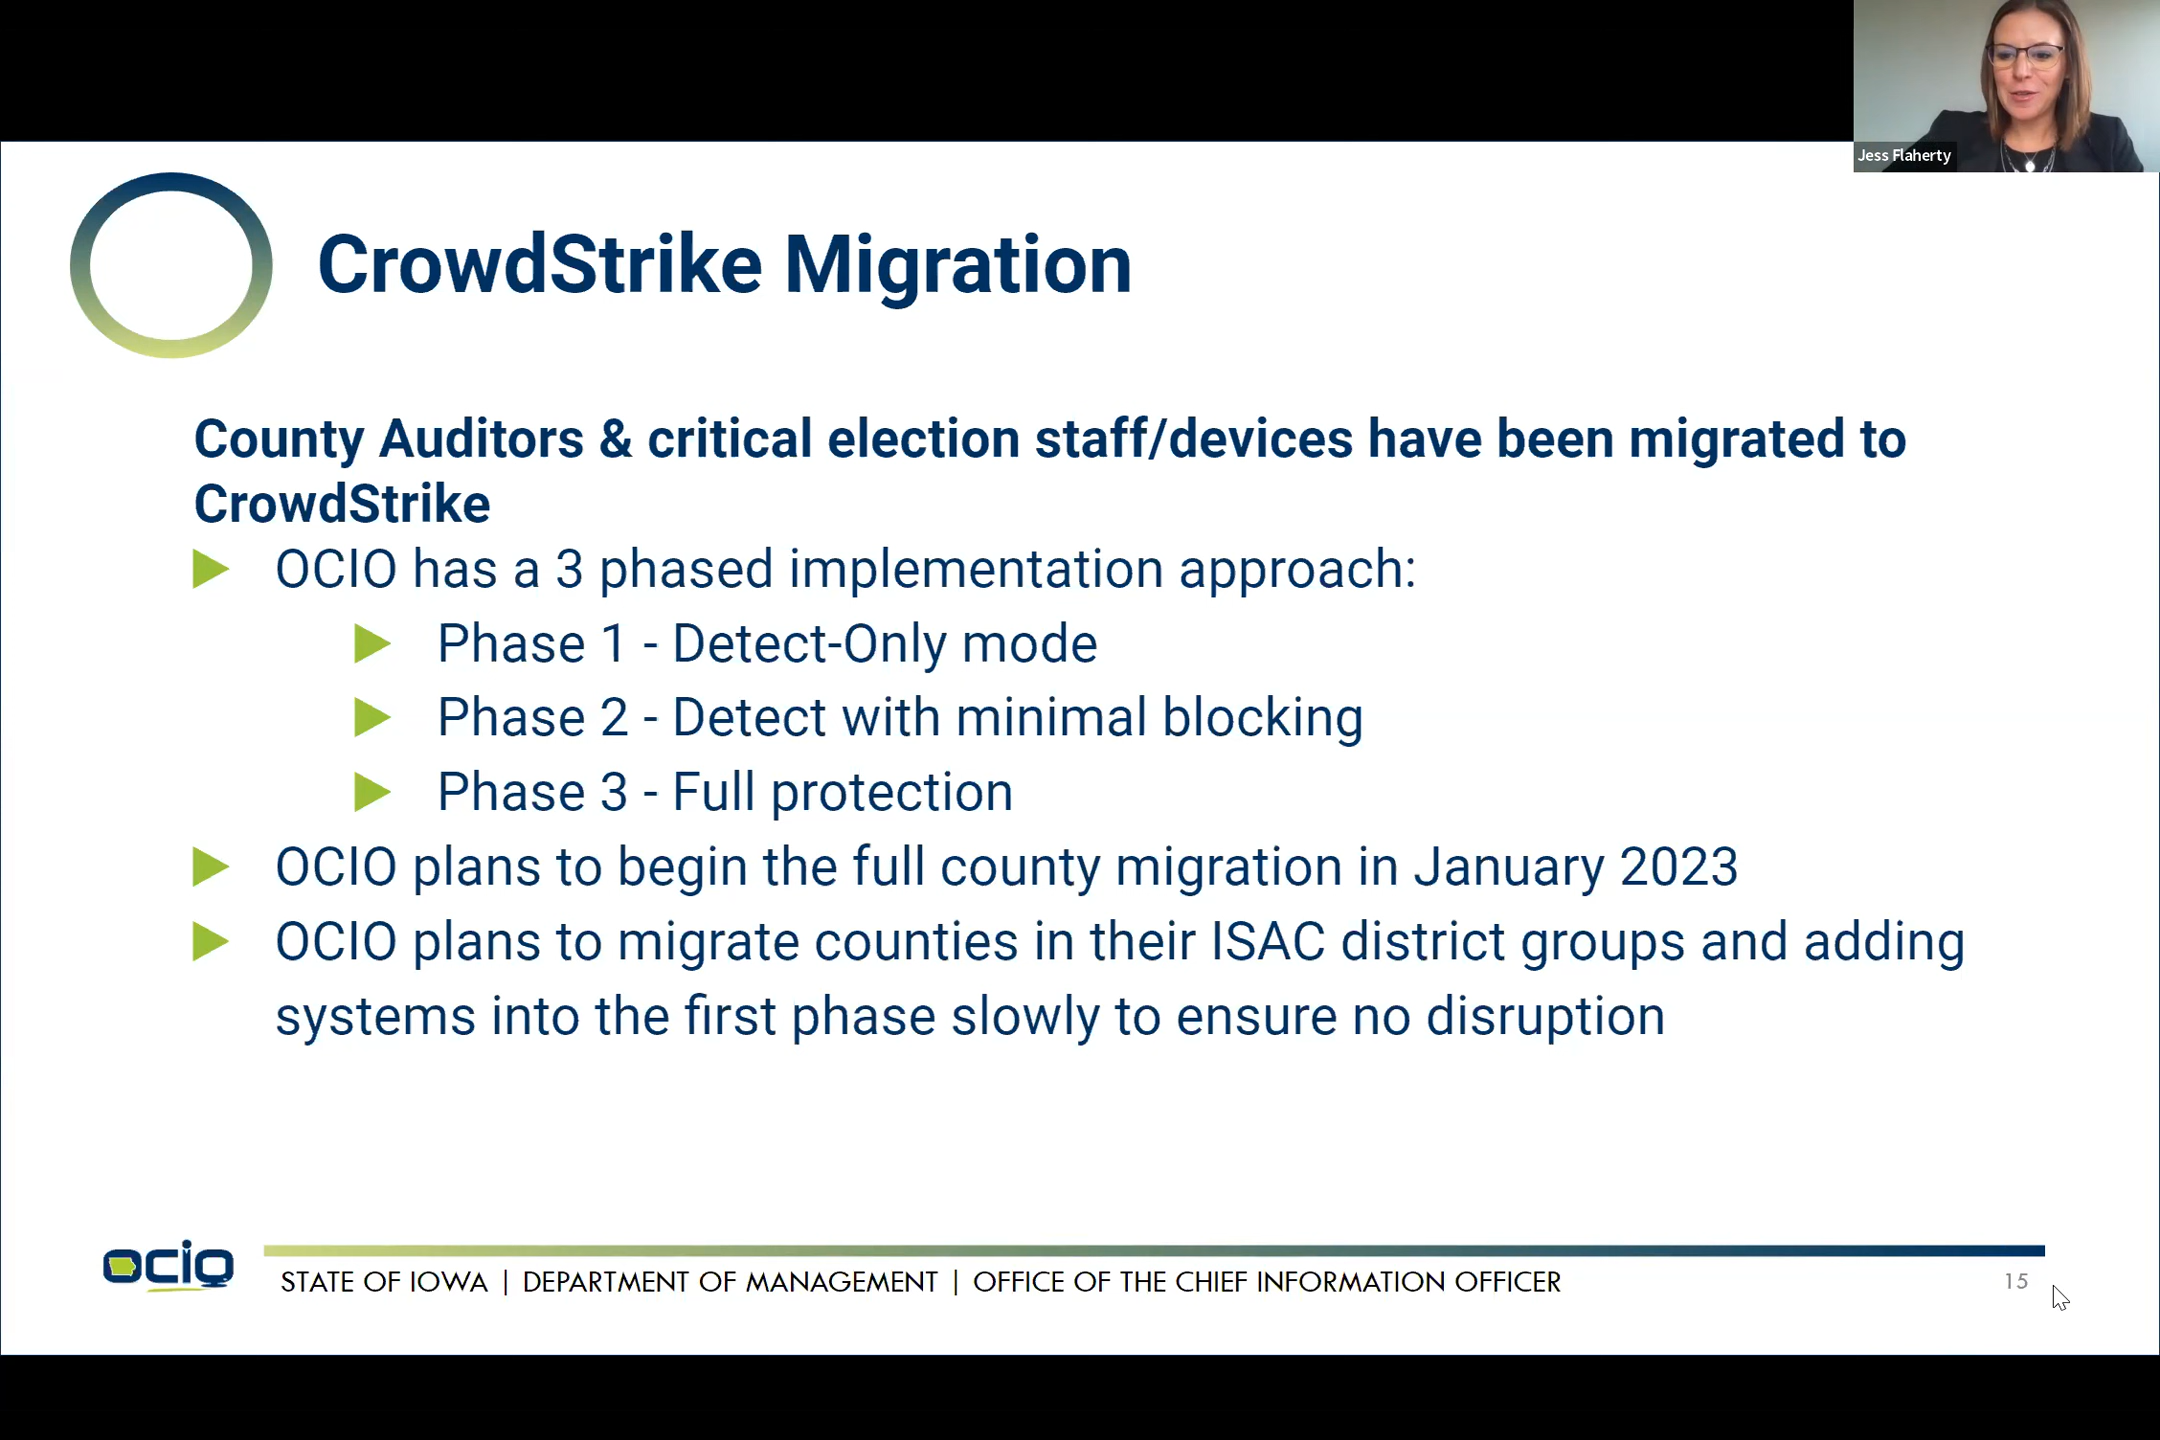 Jess Flaherty
CrowdStrike Migration
County Auditors & critical election staff/devices have been migrated to
CrowdStrike
OCIO has a 3 phased implementation approach:
Phase 1 - Detect-Only mode
Phase 2 - Detect with minimal blocking
Phase 3 - Full protection
OCIO plans to begin the full county migration in January 2023
OCIO plans to migrate counties in their ISAC district groups and adding
systems into the first phase slowly to ensure no disruption
ocio
STATE OF IOWA | DEPARTMENT OF MANAGEMENT | OFFICE OF THE CHIEF INFORMATION OFFICER
15